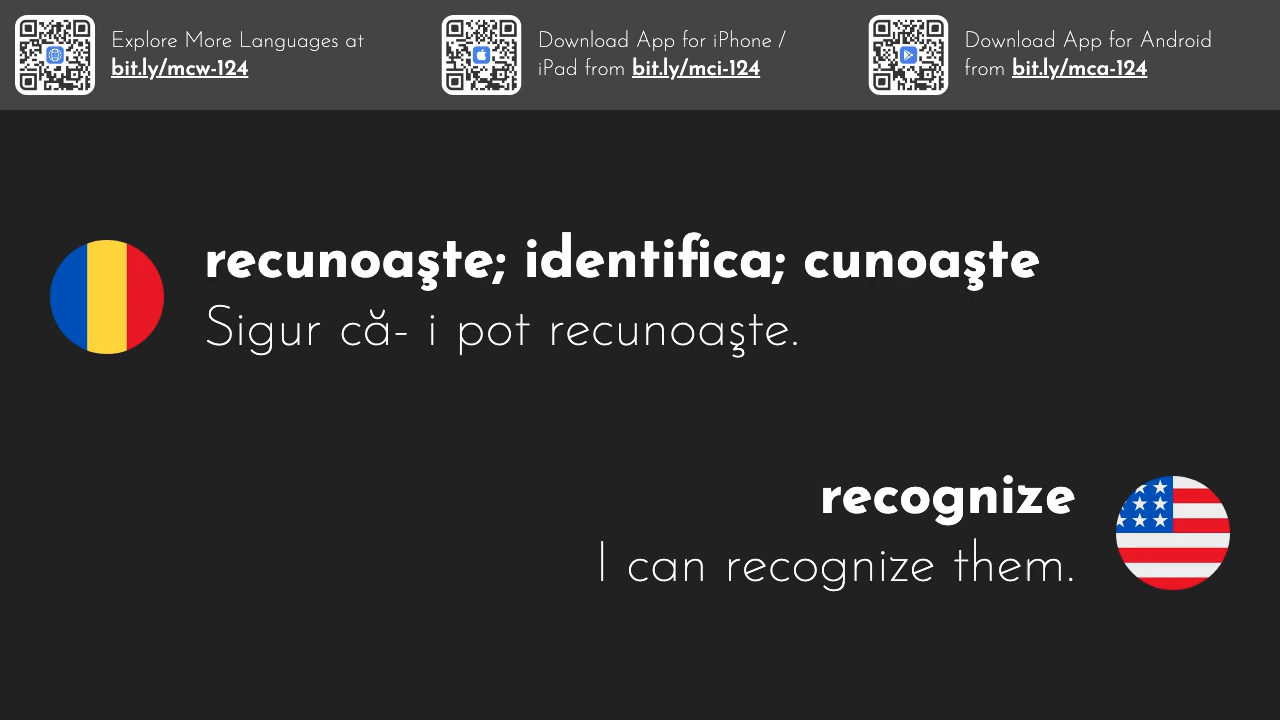 Explore More Languages at
bit.ly/mcw-124
Download App for iPhone /
iPad from bit.ly/mci-124
Download App for Android
from bit.ly/mca-124
recunoaşte; identifica; cunoaşte
Sigur că- i pot recunoaşte.
recognize
I can recognize them.